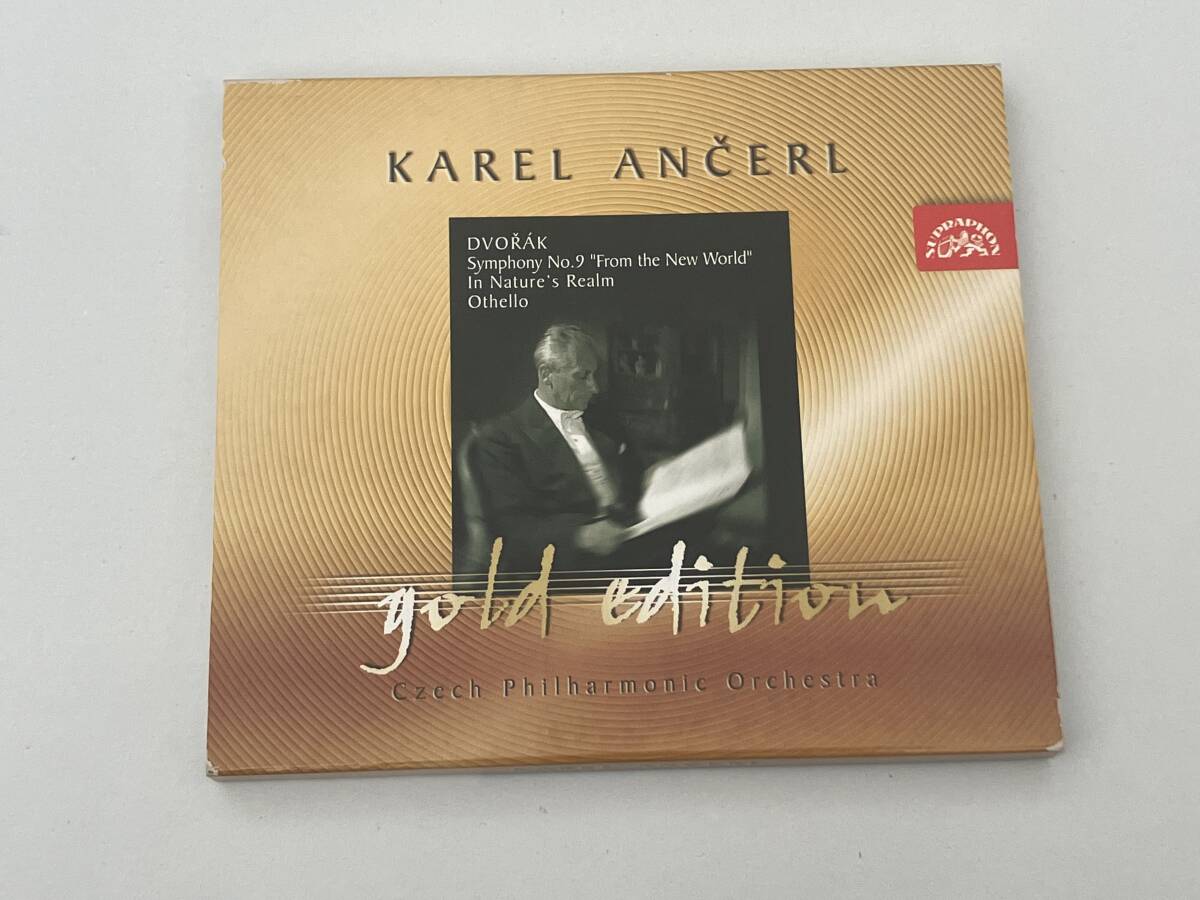 KAREL ANČERL
DVOŘÁK
Symphony No.9 "From the New World"
In Nature's Realm
Othello
SUPRAPHON
gold edition
Czech Philharmonic Orchestra